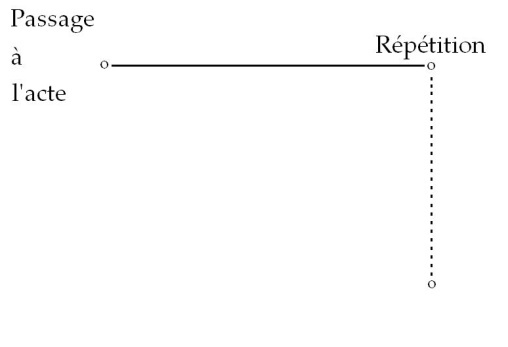 Passage
à
l'acte
Répétition